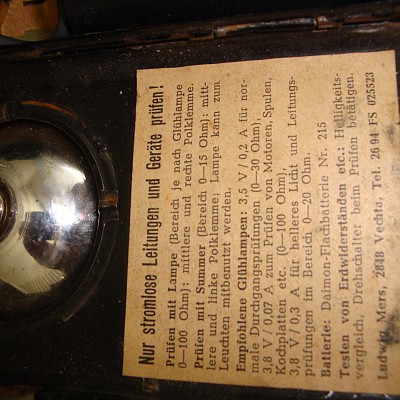 Nur stromlose Leitungen und Geräte prüfen!
Prüfen mit Lampe (Bereich je nach Glühlampe
0—100 Ohm): mittlere und rechte Polklemme.
Prüfen mit Summer (Bereich 0—15 Ohm): mitt-
lere und linke Polklemme; Lampe kann zum
Leuchten mitbenutzt werden.
Empfohlene Glühlampen: 3,5 V / 0,2 A für nor-
male Durchgangsprüfungen (0—30 Ohm),
3,8 V / 0,07 A zum Prüfen von Motoren, Spulen,
Kochplatten etc. (0—100 Ohm),
3,8 V / 0,3 A für helleres Licht und Leitungs-
prüfungen im Bereich 0—20 Ohm.
Batterie: Daimon-Flachbatterie Nr. 215
Testen von Erdwiderständen etc.: Helligkeits-
vergleich, Drehschalter beim Prüfen betätigen.
Ludwig Mers, 2848 Vechta, Tel. 26 94 FS 025523